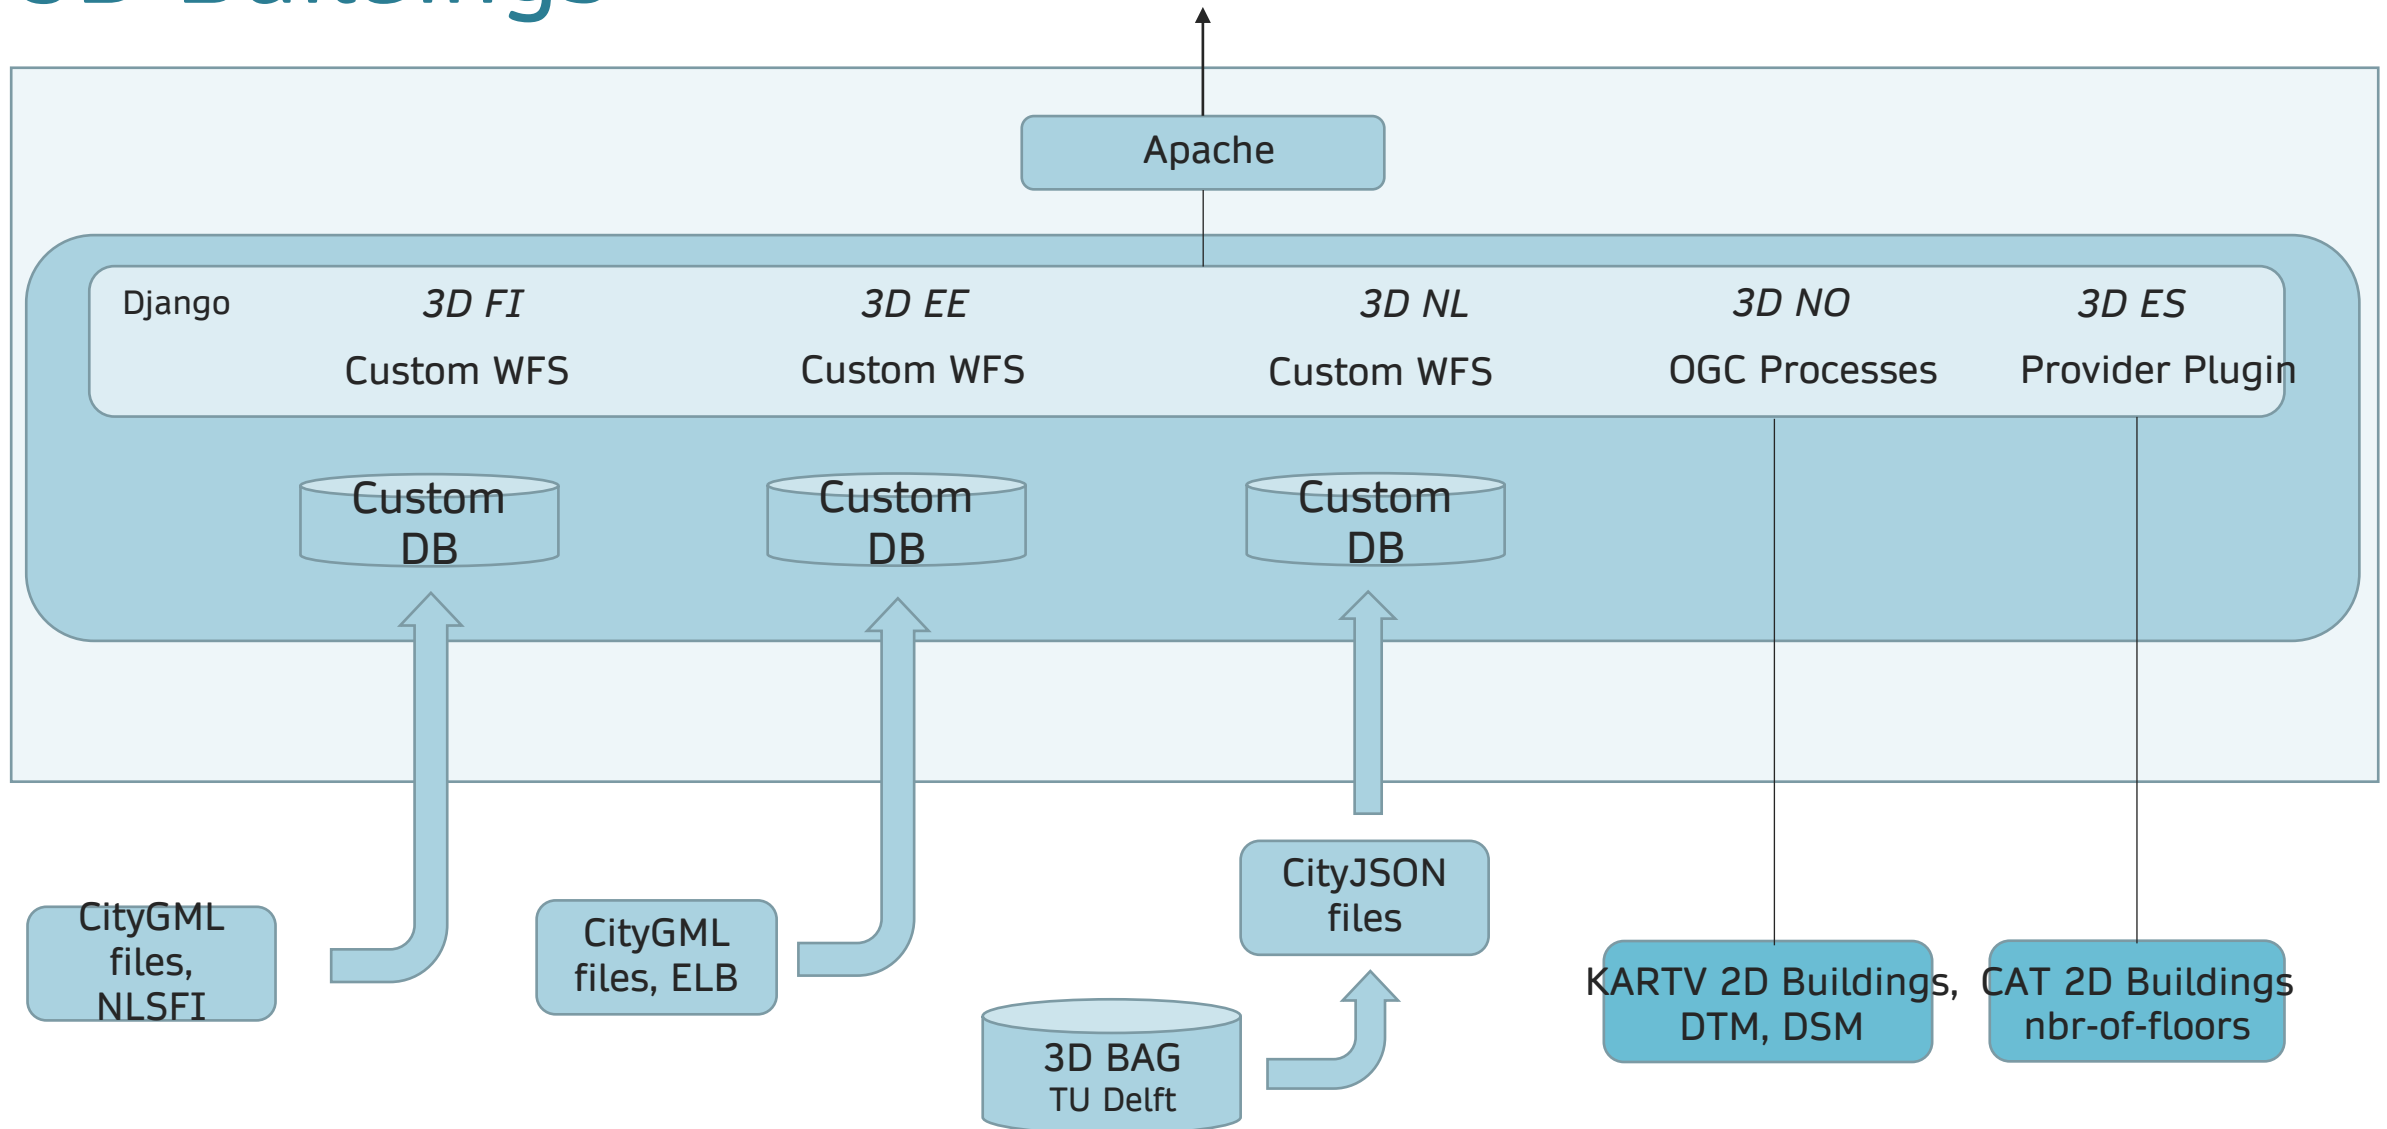 3D Buildings
Apache
Django
3D FI
3D EE
3D NL
3D NO
3D ES
Custom WFS
Custom WFS
Custom WFS
OGC Processes
Provider Plugin
Custom
DB
Custom
DB
Custom
DB
CityGML
files,
NLSFI
CityGML
files, ELB
CityJSON
files
3D BAG
TU Delft
KARTV 2D Buildings,
DTM, DSM
CAT 2D Buildings
nbr-of-floors